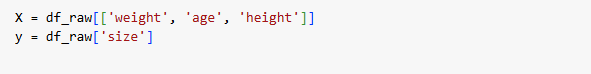 X = df_raw[['weight', 'age', 'height']]
y = df_raw['size']